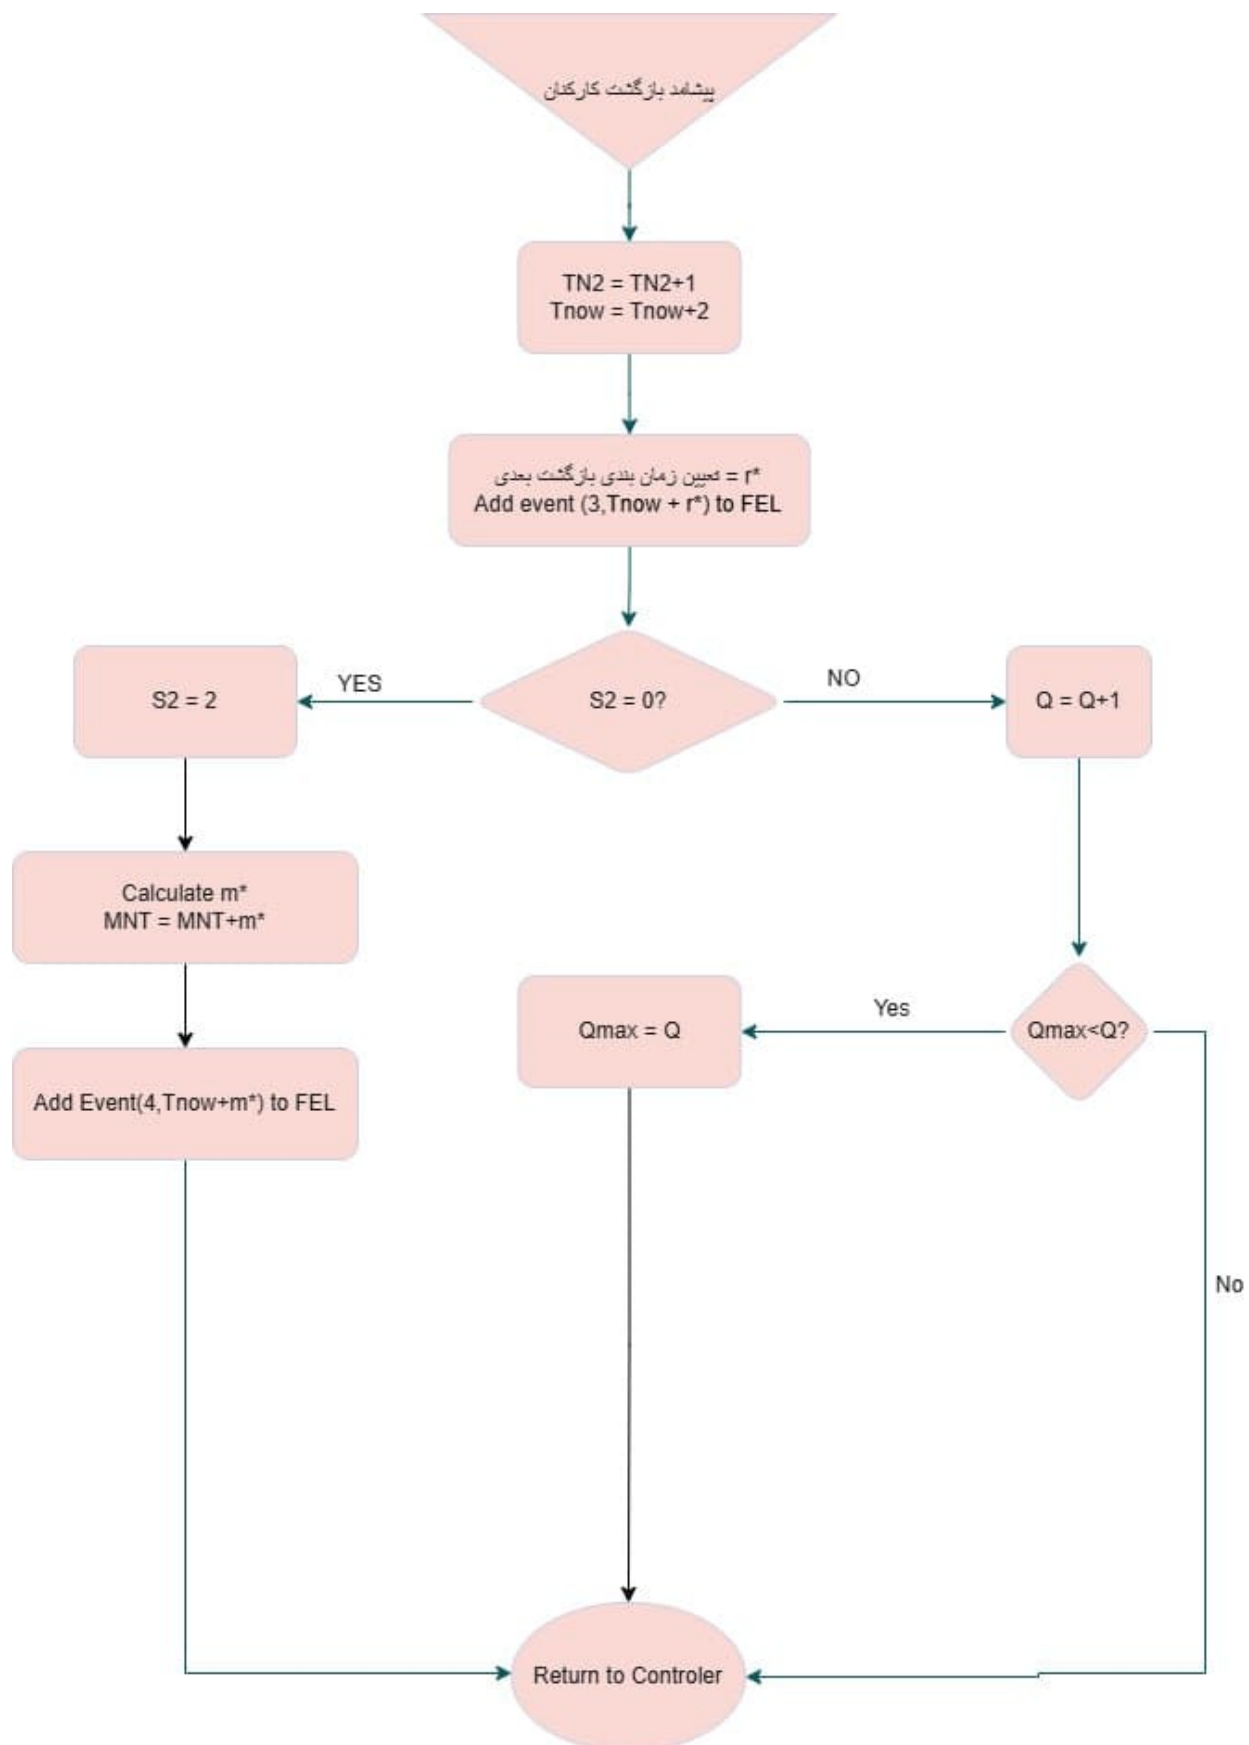 پیشامد بازگشت کارکنان
TN2 = TN2+1
Tnow = Tnow+2
تعیین زمان بندی بازگشت بعدی = r*
Add event (3,Tnow + r*) to FEL
S2 = 2
YES
S2 = 0?
NO
Q = Q+1
Calculate m*
MNT = MNT+m*
Qmax = Q
Yes
Qmax<Q?
Add Event(4,Tnow+m*) to FEL
No
Return to Controler